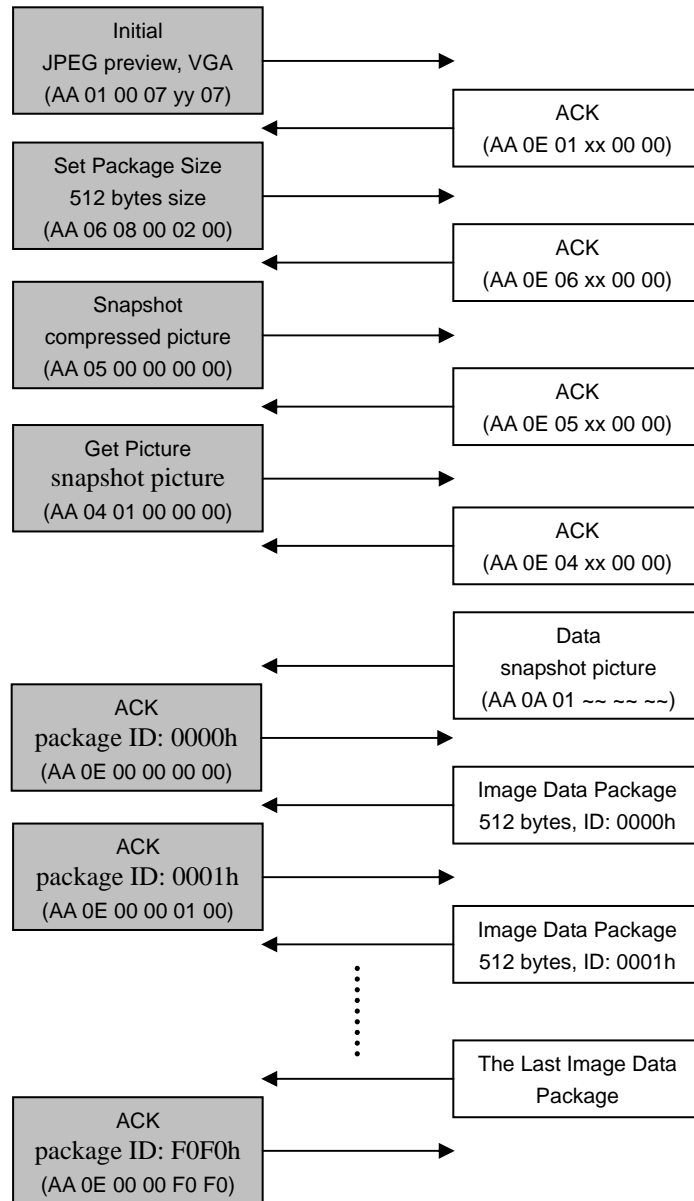 Initial
JPEG preview, VGA
(AA 01 00 07 yy 07)
ACK
(AA 0E 01 xx 00 00)
Set Package Size
512 bytes size
(AA 06 08 00 02 00)
ACK
(AA 0E 06 xx 00 00)
Snapshot
compressed picture
(AA 05 00 00 00 00)
ACK
(AA 0E 05 xx 00 00)
Get Picture
snapshot picture
(AA 04 01 00 00 00)
ACK
(AA 0E 04 xx 00 00)
Data
snapshot picture
(AA 0A 01 ~~ ~~ ~~)
ACK
package ID: 0000h
(AA 0E 00 00 00 00)
Image Data Package
512 bytes, ID: 0000h
ACK
package ID: 0001h
(AA 0E 00 00 01 00)
Image Data Package
512 bytes, ID: 0001h
The Last Image Data
Package
ACK
package ID: F0F0h
(AA 0E 00 00 F0 F0)